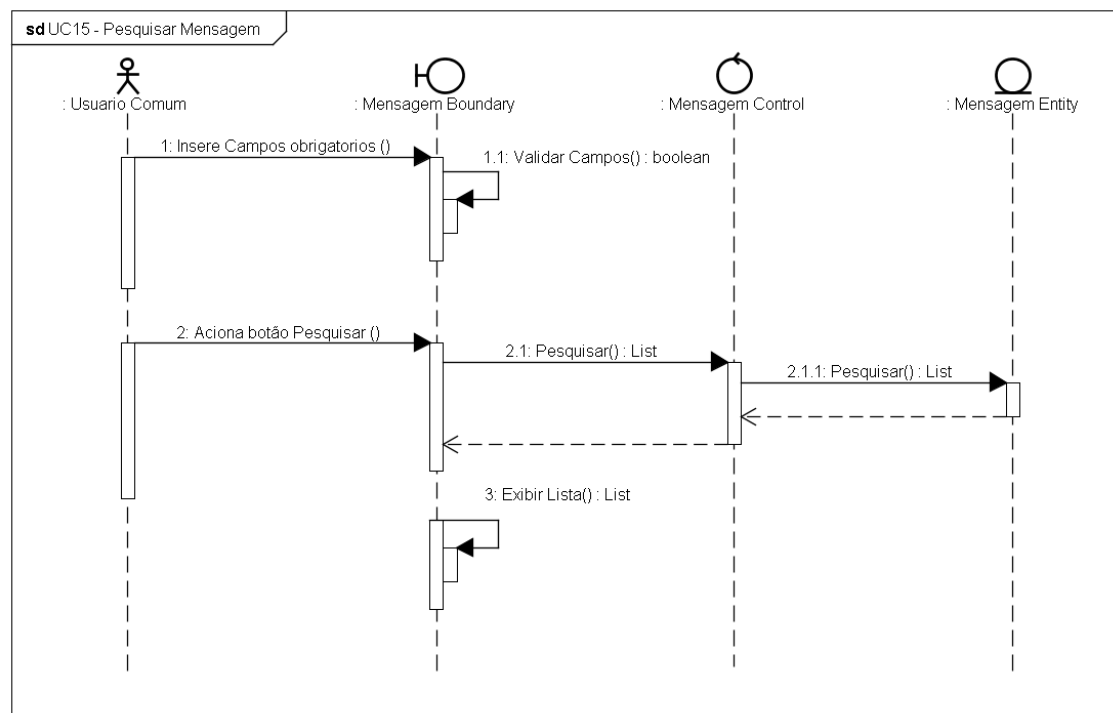 sd UC15 - Pesquisar Mensagem
: Usuario Comum
: Mensagem Boundary
: Mensagem Control
: Mensagem Entity
1: Insere Campos obrigatorios ()
1.1: Validar Campos() : boolean
2: Aciona botão Pesquisar ()
2.1: Pesquisar() : List
2.1.1: Pesquisar() : List
3: Exibir Lista() : List